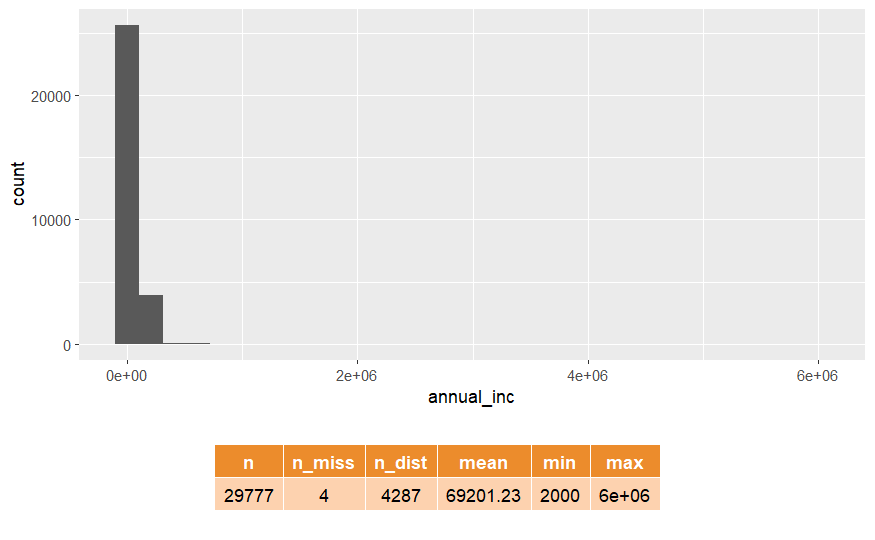 20000
10000
0
count
0e+00 2e+06 4e+06 6e+06
annual_inc
n n_miss n_dist mean min max
29777 4 4287 69201.23 2000 6e+06